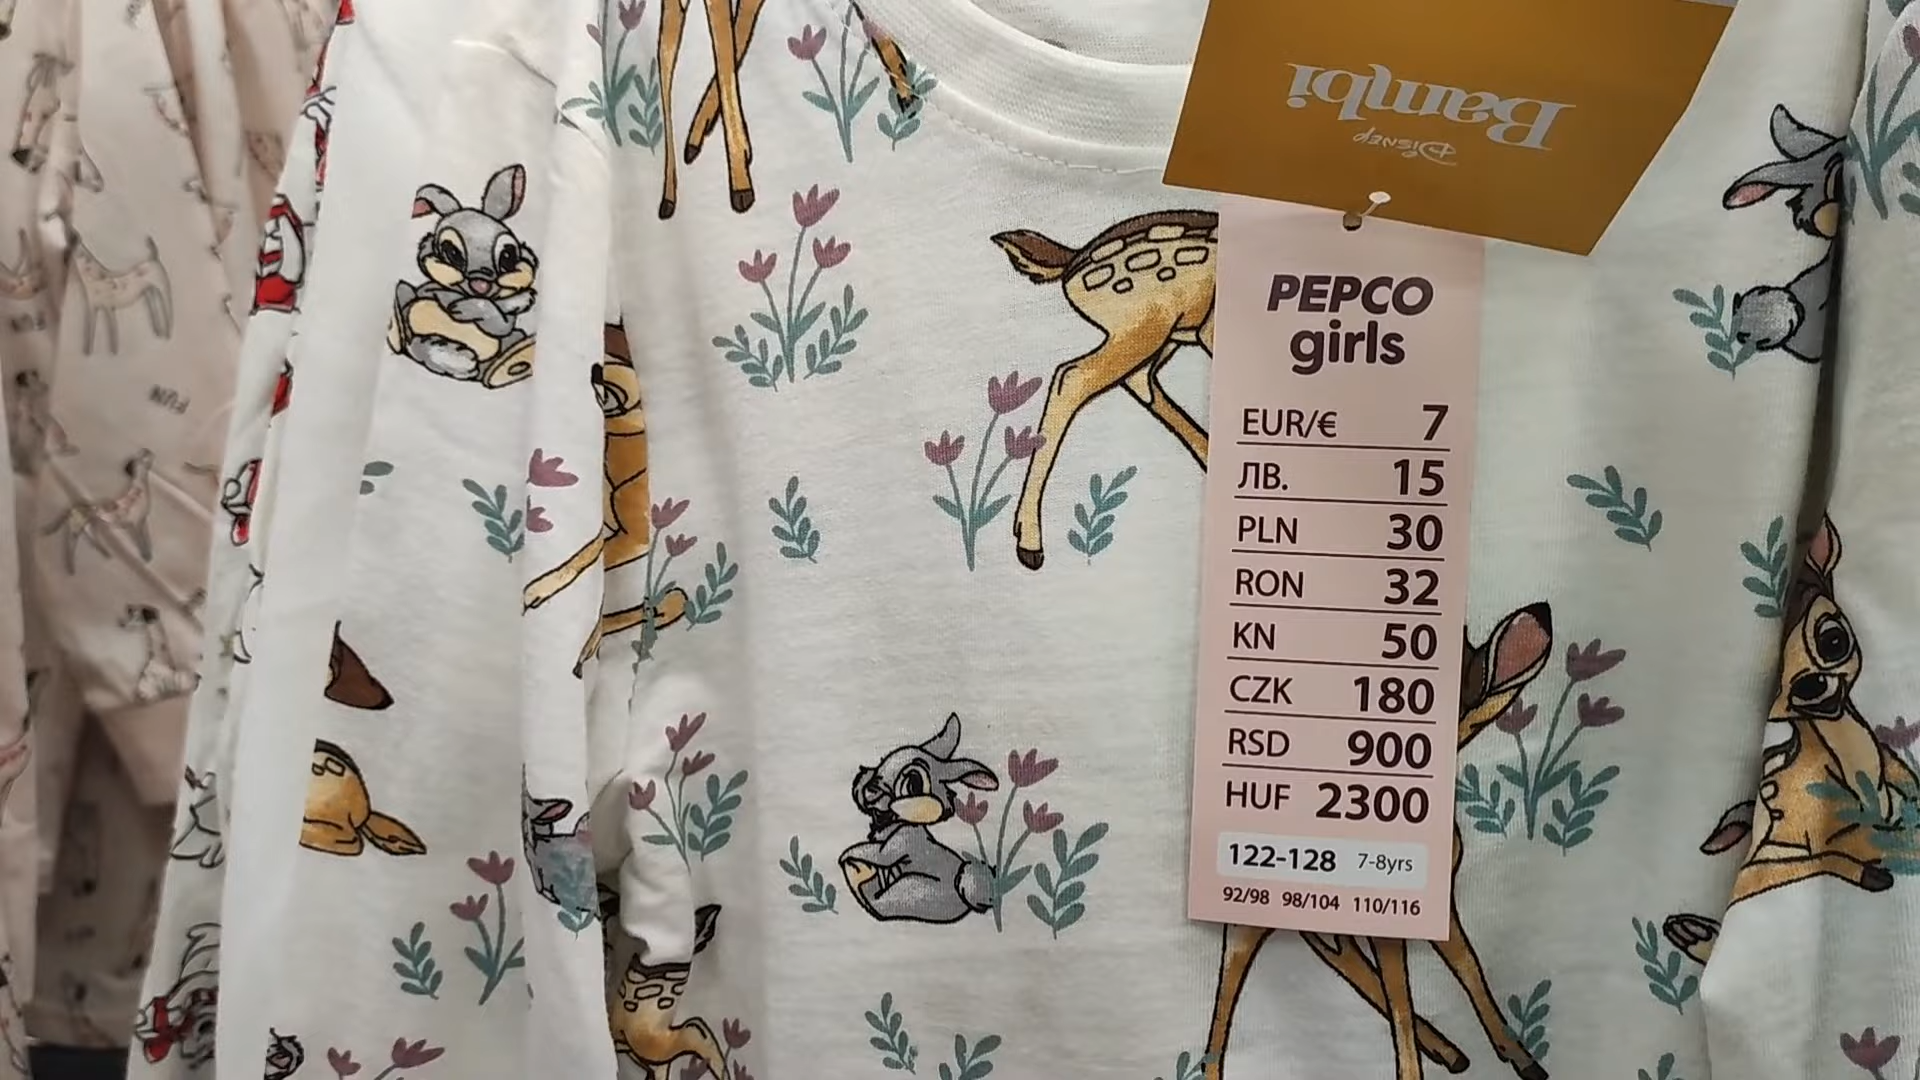 Disney
Bambi
PEPCO
girls
EUR/€ 7
ЛВ. 15
PLN 30
RON 32
KN 50
CZK 180
RSD 900
HUF 2300
122-128 7-8yrs
92/98 98/104 110/116
FUN